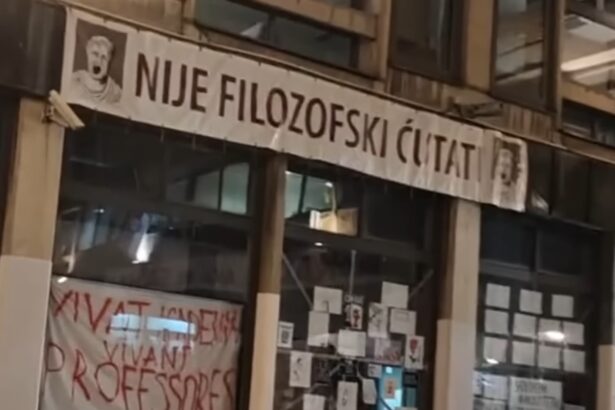 NIJE FILOZOFSKI ĆUTATI
VIVAT ACADEMIA
VIVANT
PROFESSORES